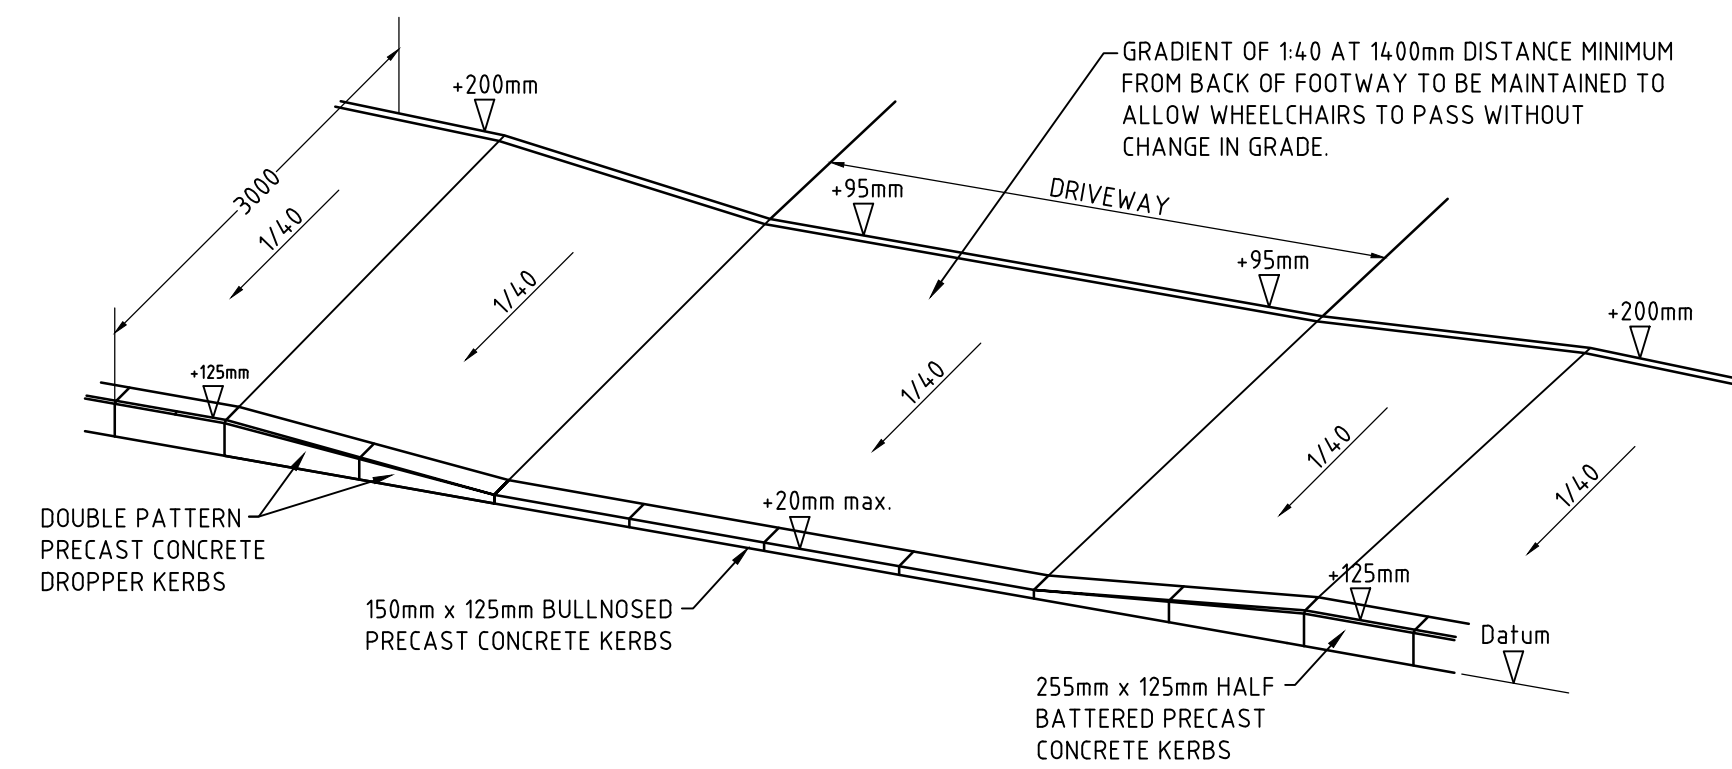 GRADIENT OF 1:40 AT 1400mm DISTANCE MINIMUM
FROM BACK OF FOOTWAY TO BE MAINTAINED TO
ALLOW WHEELCHAIRS TO PASS WITHOUT
CHANGE IN GRADE.
+200mm
3000
1/40
+95mm
DRIVEWAY
1/40
+95mm
+200mm
1/40
+125mm
1/40
1/40
+20mm max.
DOUBLE PATTERN
PRECAST CONCRETE
DROPPER KERBS
+125mm
150mm x 125mm BULLNOSED
PRECAST CONCRETE KERBS
Datum
255mm x 125mm HALF
BATTERED PRECAST
CONCRETE KERBS